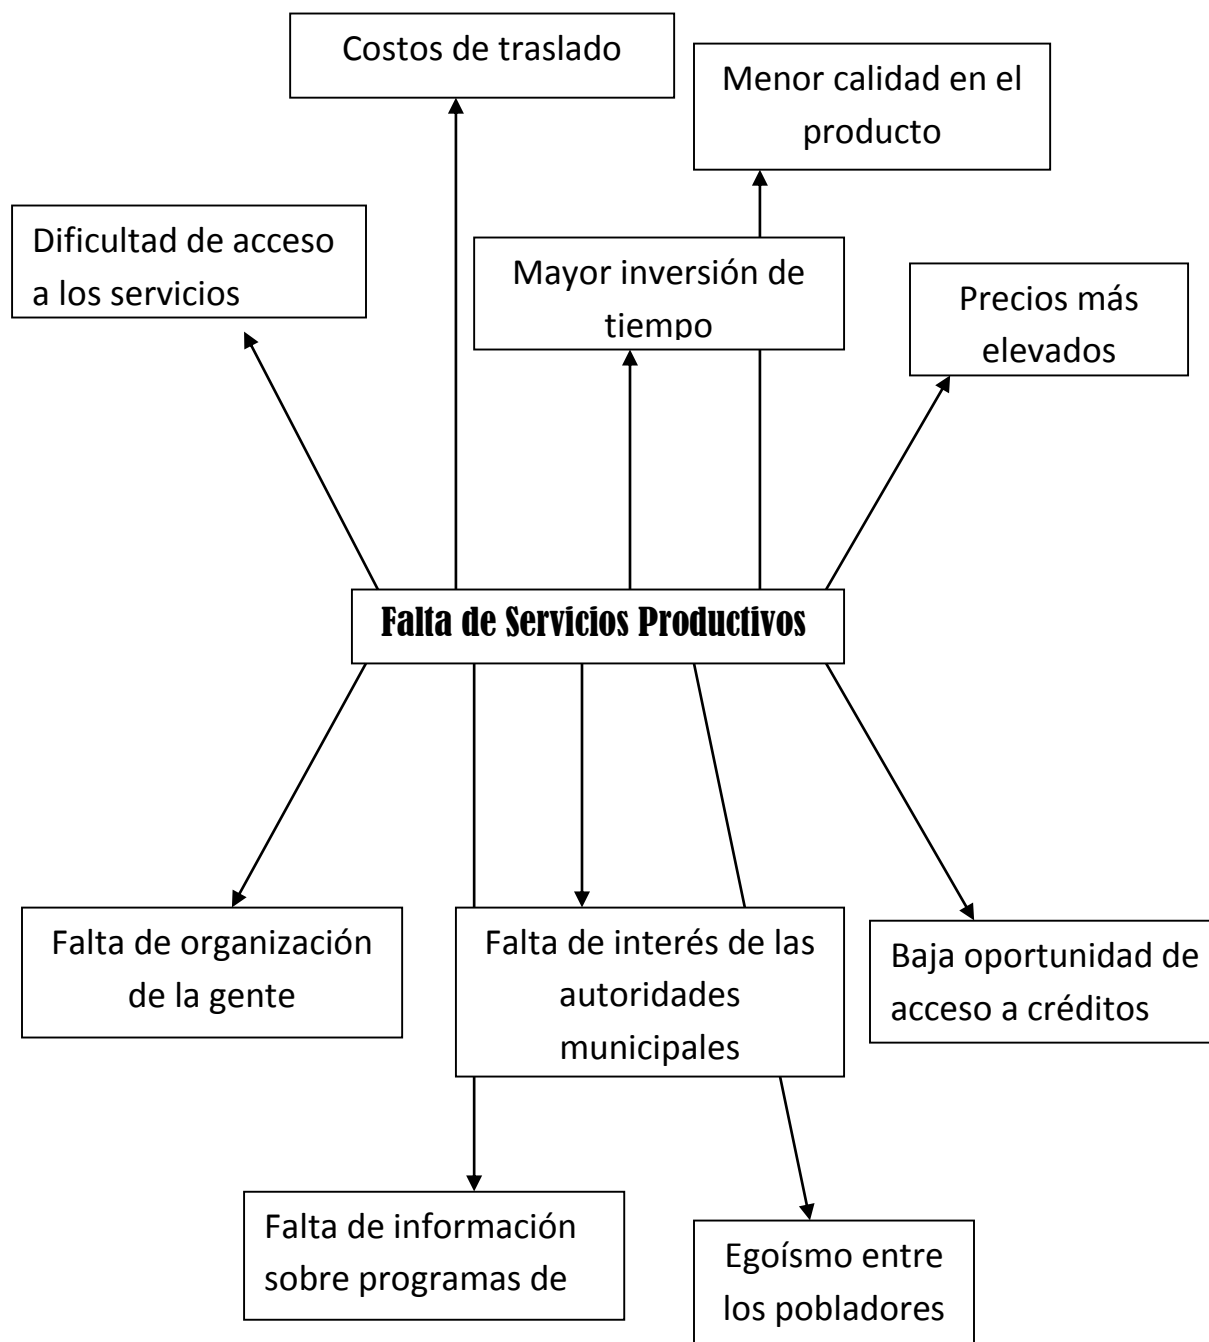 Costos de traslado
Menor calidad en el
producto
Dificultad de acceso
a los servicios
Mayor inversión de
tiempo
Precios más
elevados
Falta de Servicios Productivos
Falta de organización
de la gente
Falta de interés de las
autoridades
municipales
Baja oportunidad de
acceso a créditos
Falta de información
sobre programas de
Egoísmo entre
los pobladores